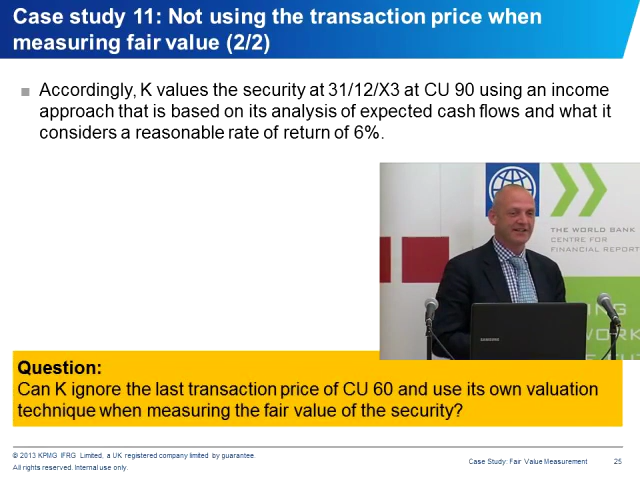 Case study 11: Not using the transaction price when
measuring fair value (2/2)
Accordingly, K values the security at 31/12/X3 at CU 90 using an income
approach that is based on its analysis of expected cash flows and what it
considers a reasonable rate of return of 6%.
THE WORLD BANK
CENTRE FOR
FINANCIAL REPORT
SAMSUNG
Question:
Can K ignore the last transaction price of CU 60 and use its own valuation
technique when measuring the fair value of the security?
© 2013 KPMG IFRG Limited, a UK registered company limited by guarantee.
All rights reserved. Internal use only.
Case Study: Fair Value Measurement 25